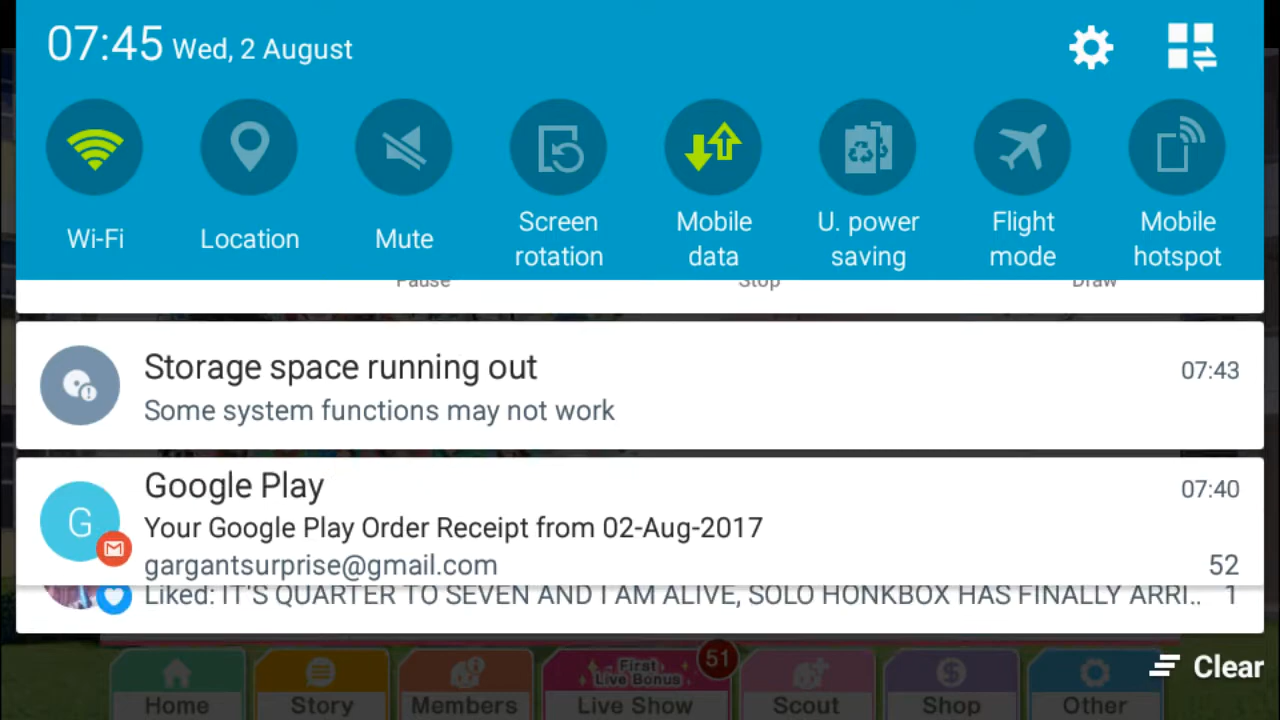 07:45 Wed, 2 August
Wi-Fi
Location
Mute
Screen
rotation
Mobile
data
U. power
saving
Flight
mode
Mobile
hotspot
Pause Stop Draw
Storage space running out 07:43
Some system functions may not work
G
Google Play 07:40
Your Google Play Order Receipt from 02-Aug-2017
gargantsurprise@gmail.com 52
Liked: IT'S QUARTER TO SEVEN AND I AM ALIVE, SOLO HONKBOX HAS FINALLY ARRI.. 1
Clear
First
Live Bonus
51
Home Story Members Live Show Scout Shop Other